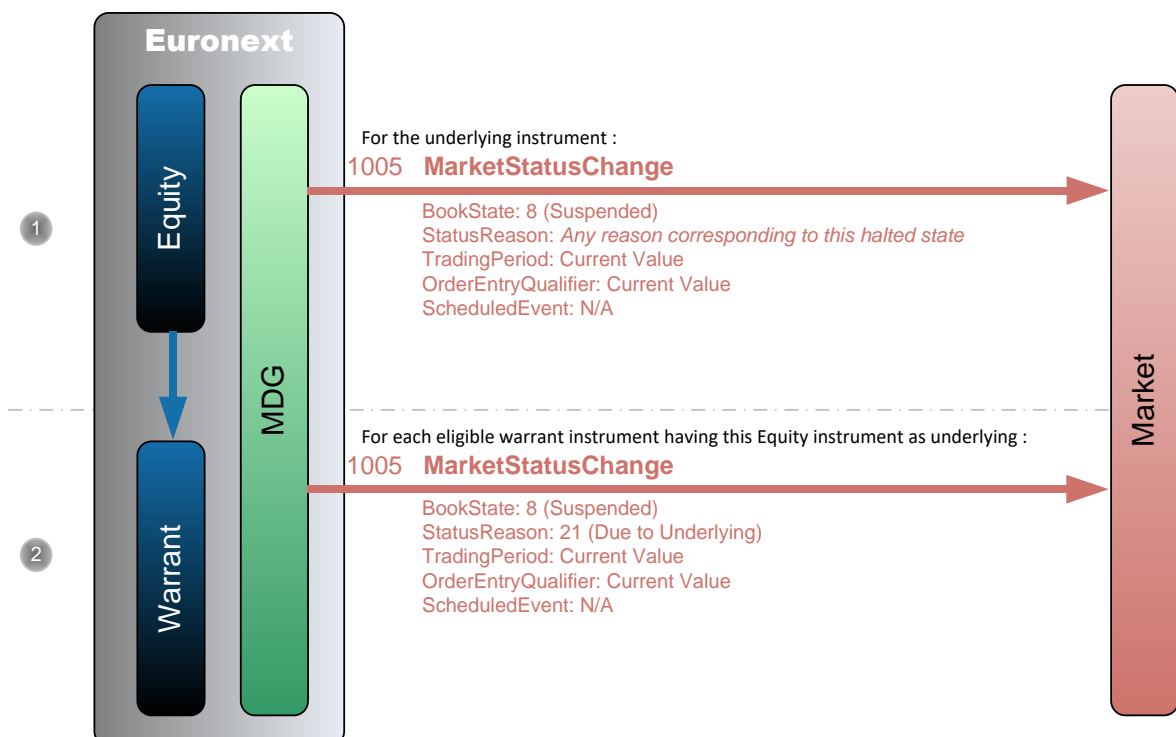 Euronext
Equity
MDG
Market
1
For the underlying instrument :
1005 MarketStatusChange
BookState: 8 (Suspended)
StatusReason: Any reason corresponding to this halted state
TradingPeriod: Current Value
OrderEntryQualifier: Current Value
ScheduledEvent: N/A
2
Warrant
For each eligible warrant instrument having this Equity instrument as underlying :
1005 MarketStatusChange
BookState: 8 (Suspended)
StatusReason: 21 (Due to Underlying)
TradingPeriod: Current Value
OrderEntryQualifier: Current Value
ScheduledEvent: N/A